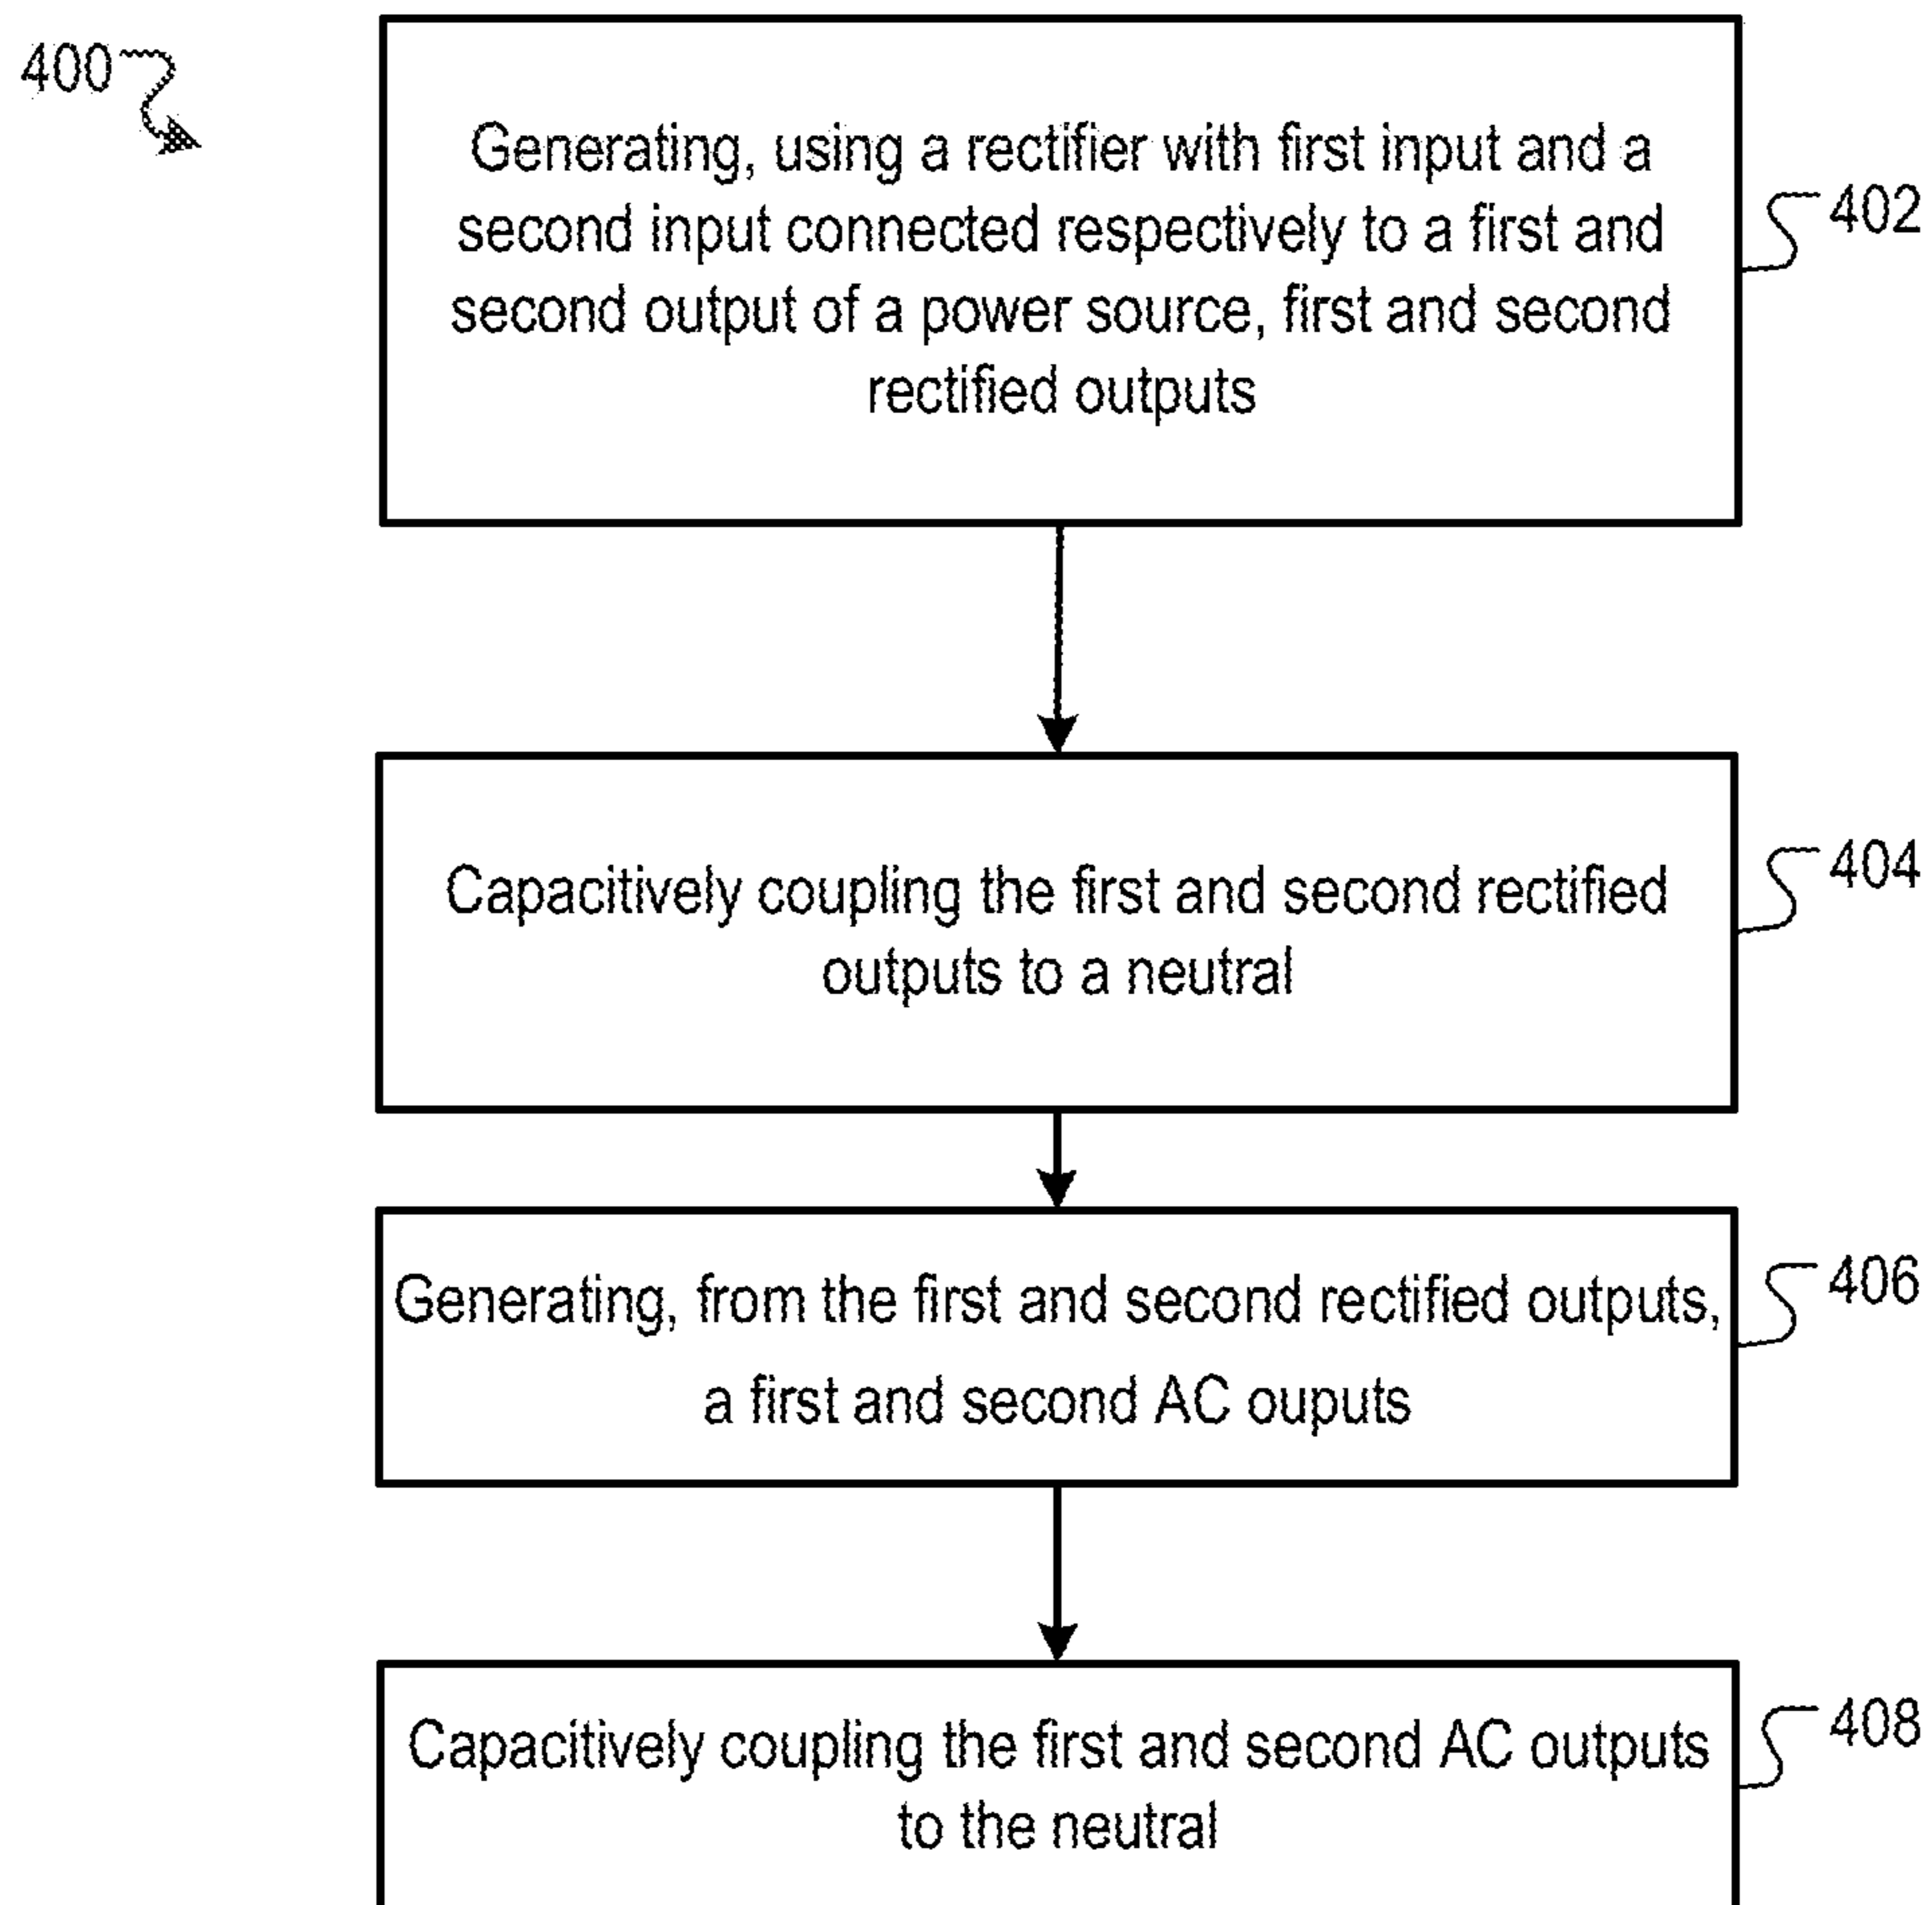 400
Generating, using a rectifier with first input and a
second input connected respectively to a first and
second output of a power source, first and second
rectified outputs
402
Capacitively coupling the first and second rectified
outputs to a neutral
404
Generating, from the first and second rectified outputs,
a first and second AC ouputs
406
Capacitively coupling the first and second AC outputs
to the neutral
408